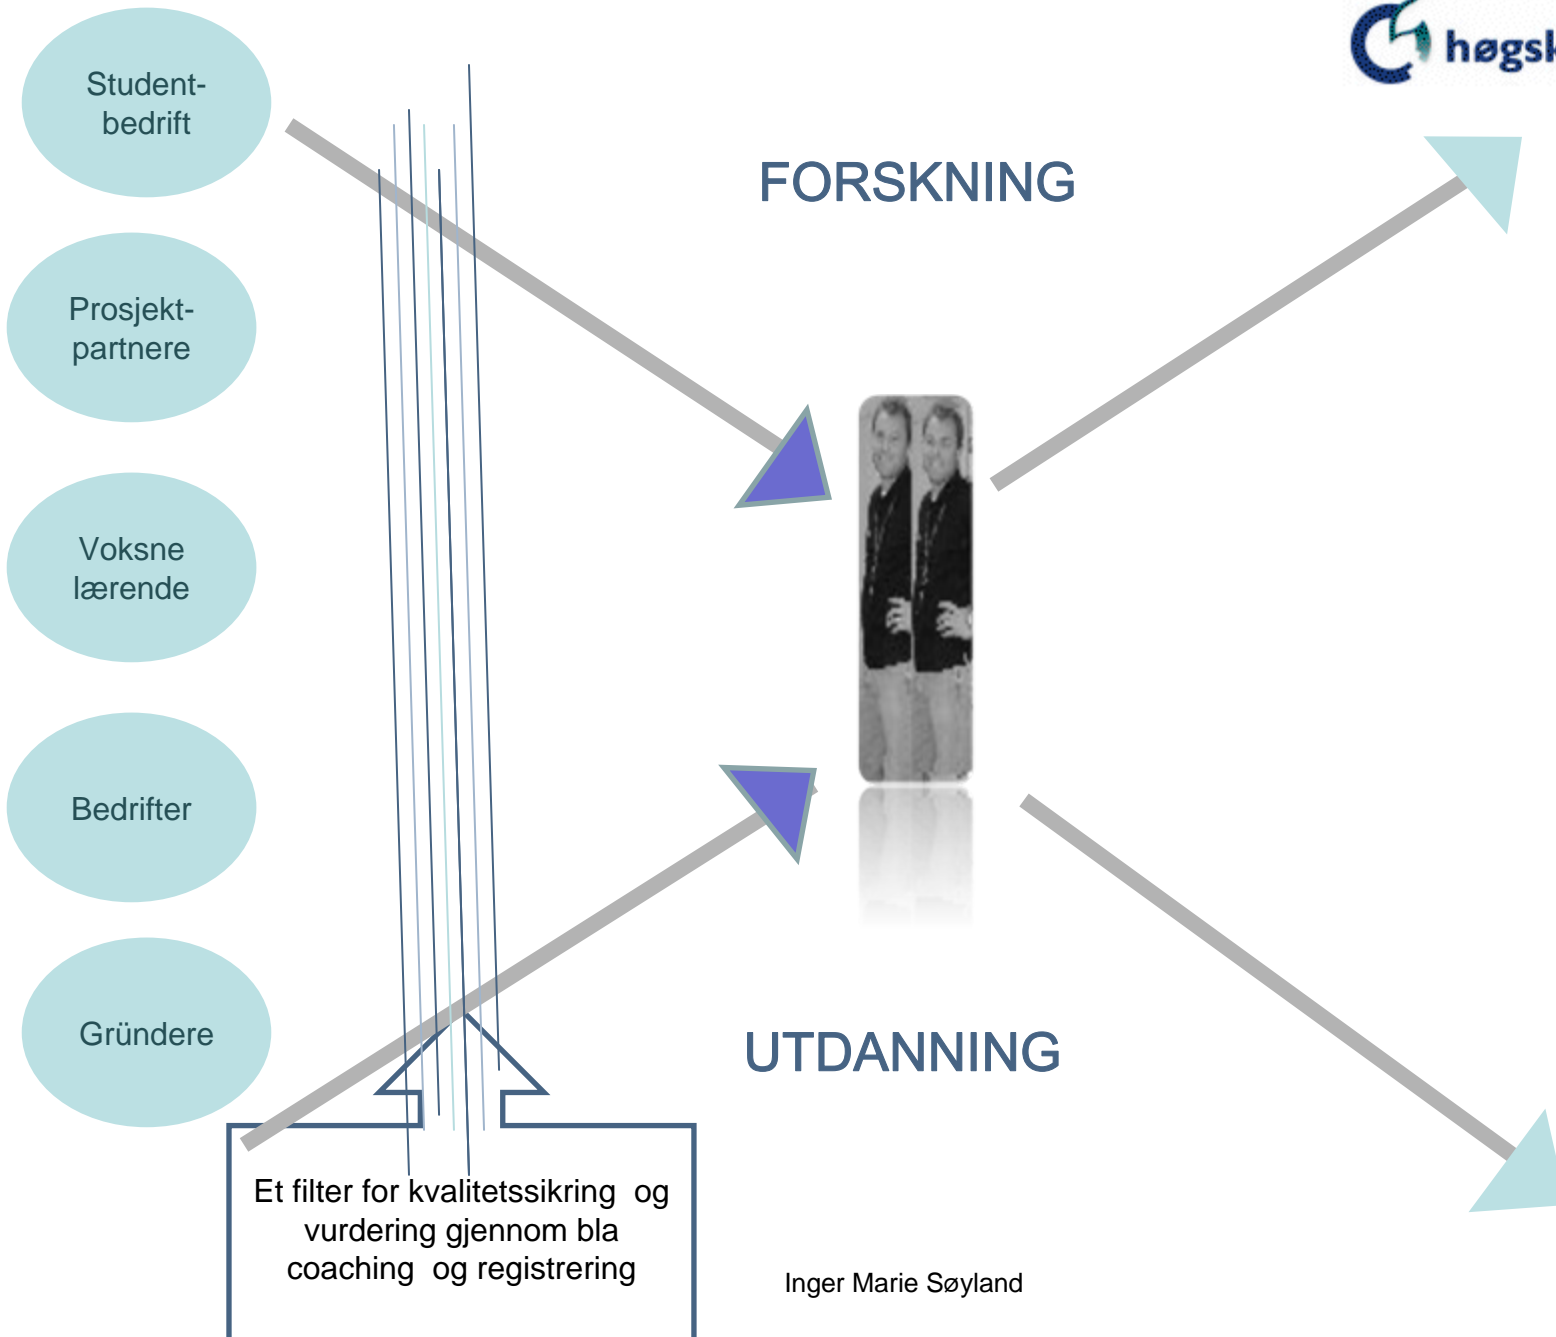 høgsk
Student-
bedrift
FORSKNING
Prosjekt-
partnere
Voksne
lærende
Bedrifter
Gründere
UTDANNING
Et filter for kvalitetssikring  og
vurdering gjennom bla
coaching  og registrering
Inger Marie Søyland